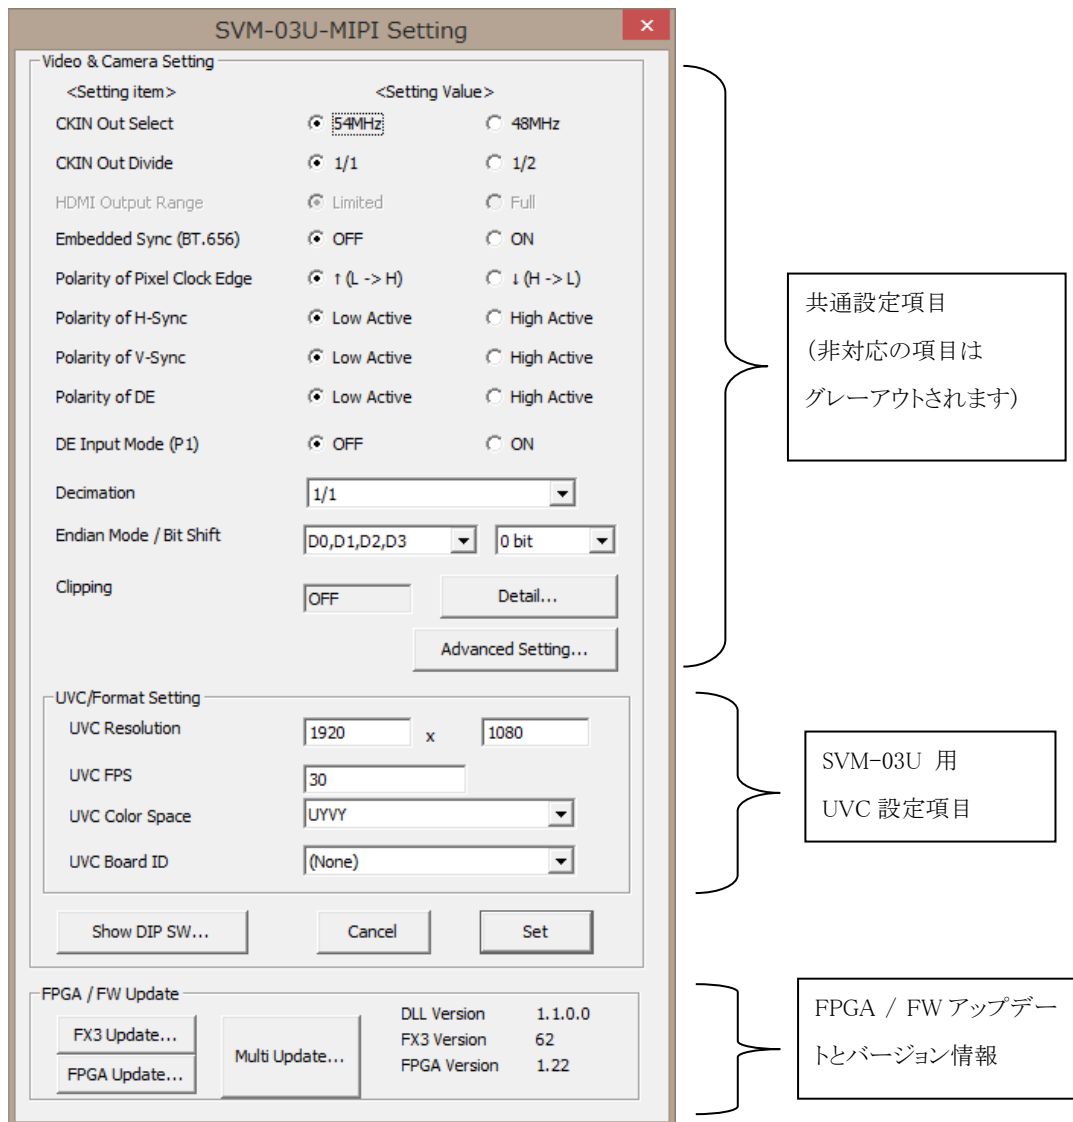 SVM-03U-MIPI Setting
Video & Camera Setting
<Setting item> <Setting Value>
CKIN Out Select 54MHz 48MHz
CKIN Out Divide 1/1 1/2
HDMI Output Range Limited Full
Embedded Sync (BT.656) OFF ON
Polarity of Pixel Clock Edge ↑ (L -> H) ↓ (H -> L)
Polarity of H-Sync Low Active High Active
Polarity of V-Sync Low Active High Active
Polarity of DE Low Active High Active
DE Input Mode (P1) OFF ON
Decimation 1/1
Endian Mode / Bit Shift D0,D1,D2,D3 0 bit
Clipping OFF Detail...
Advanced Setting...
共通設定項目
(非対応の項目は
グレーアウトされます)
UVC/Format Setting
UVC Resolution 1920 x 1080
UVC FPS 30
UVC Color Space UYVY
UVC Board ID (None)
SVM-03U 用
UVC 設定項目
Show DIP SW... Cancel Set
FPGA / FW Update
FX3 Update...
FPGA Update...
Multi Update...
DLL Version 1.1.0.0
FX3 Version 62
FPGA Version 1.22
FPGA / FW アップデー
トとバージョン情報